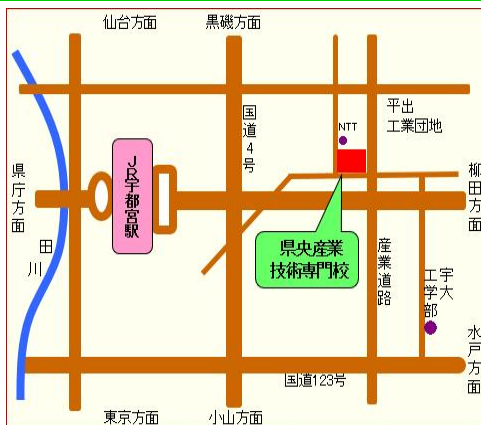 仙台方面
黒磯方面
国道4号
NTT
平出
工業団地
県庁方面
JR宇都宮駅
柳田方面
田川
県央産業
技術専門校
産業道路
宇大
工学部
水戸方面
国道123号
東京方面
小山方面